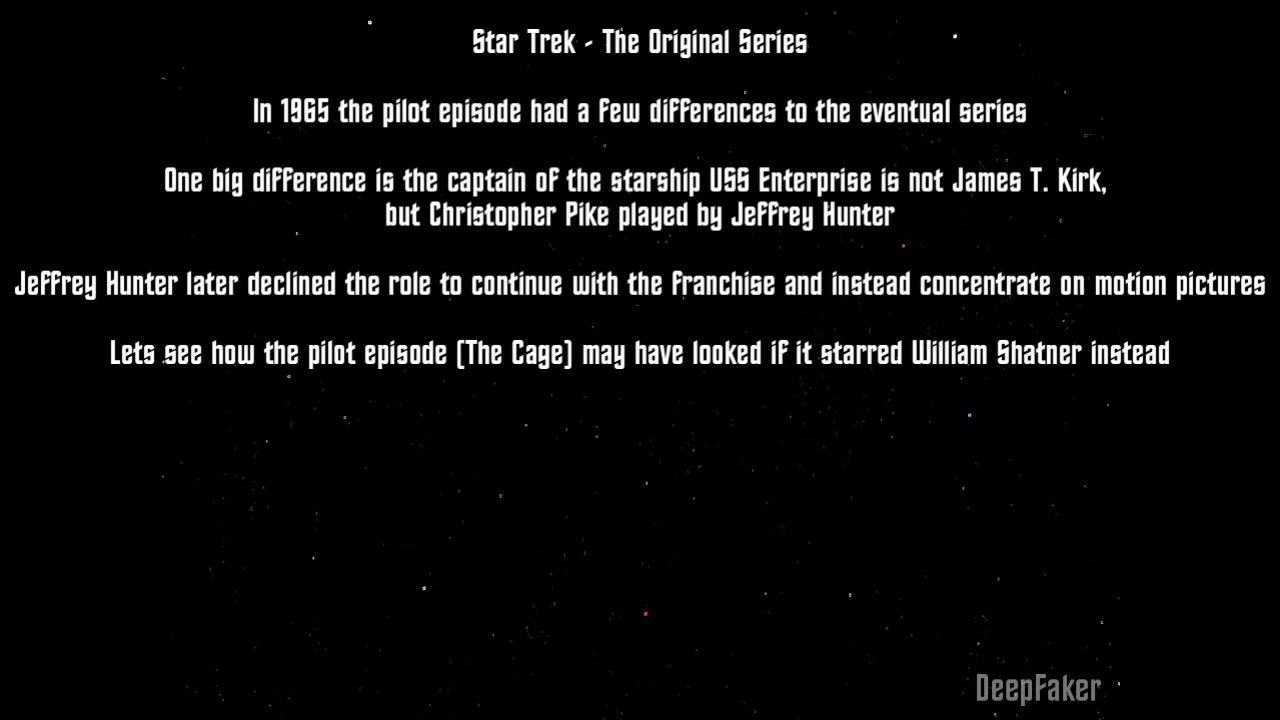 Star Trek - The Original Series
In 1965 the pilot episode had a few differences to the eventual series
One big difference is the captain of the starship USS Enterprise is not James T. Kirk,
but Christopher Pike played by Jeffrey Hunter
Jeffrey Hunter later declined the role to continue with the franchise and instead concentrate on motion pictures
Lets see how the pilot episode (The Cage) may have looked if it starred William Shatner instead
DeepFaker